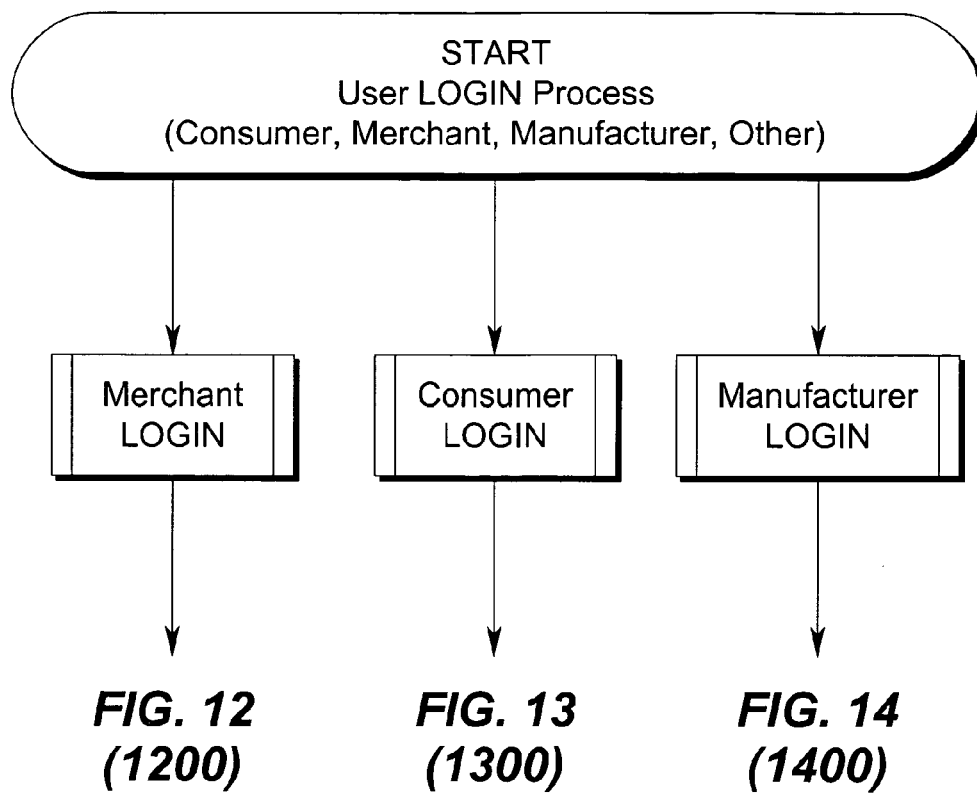 START
User LOGIN Process
(Consumer, Merchant, Manufacturer, Other)
Merchant
LOGIN
Consumer
LOGIN
Manufacturer
LOGIN
FIG. 12
(1200)
FIG. 13
(1300)
FIG. 14
(1400)